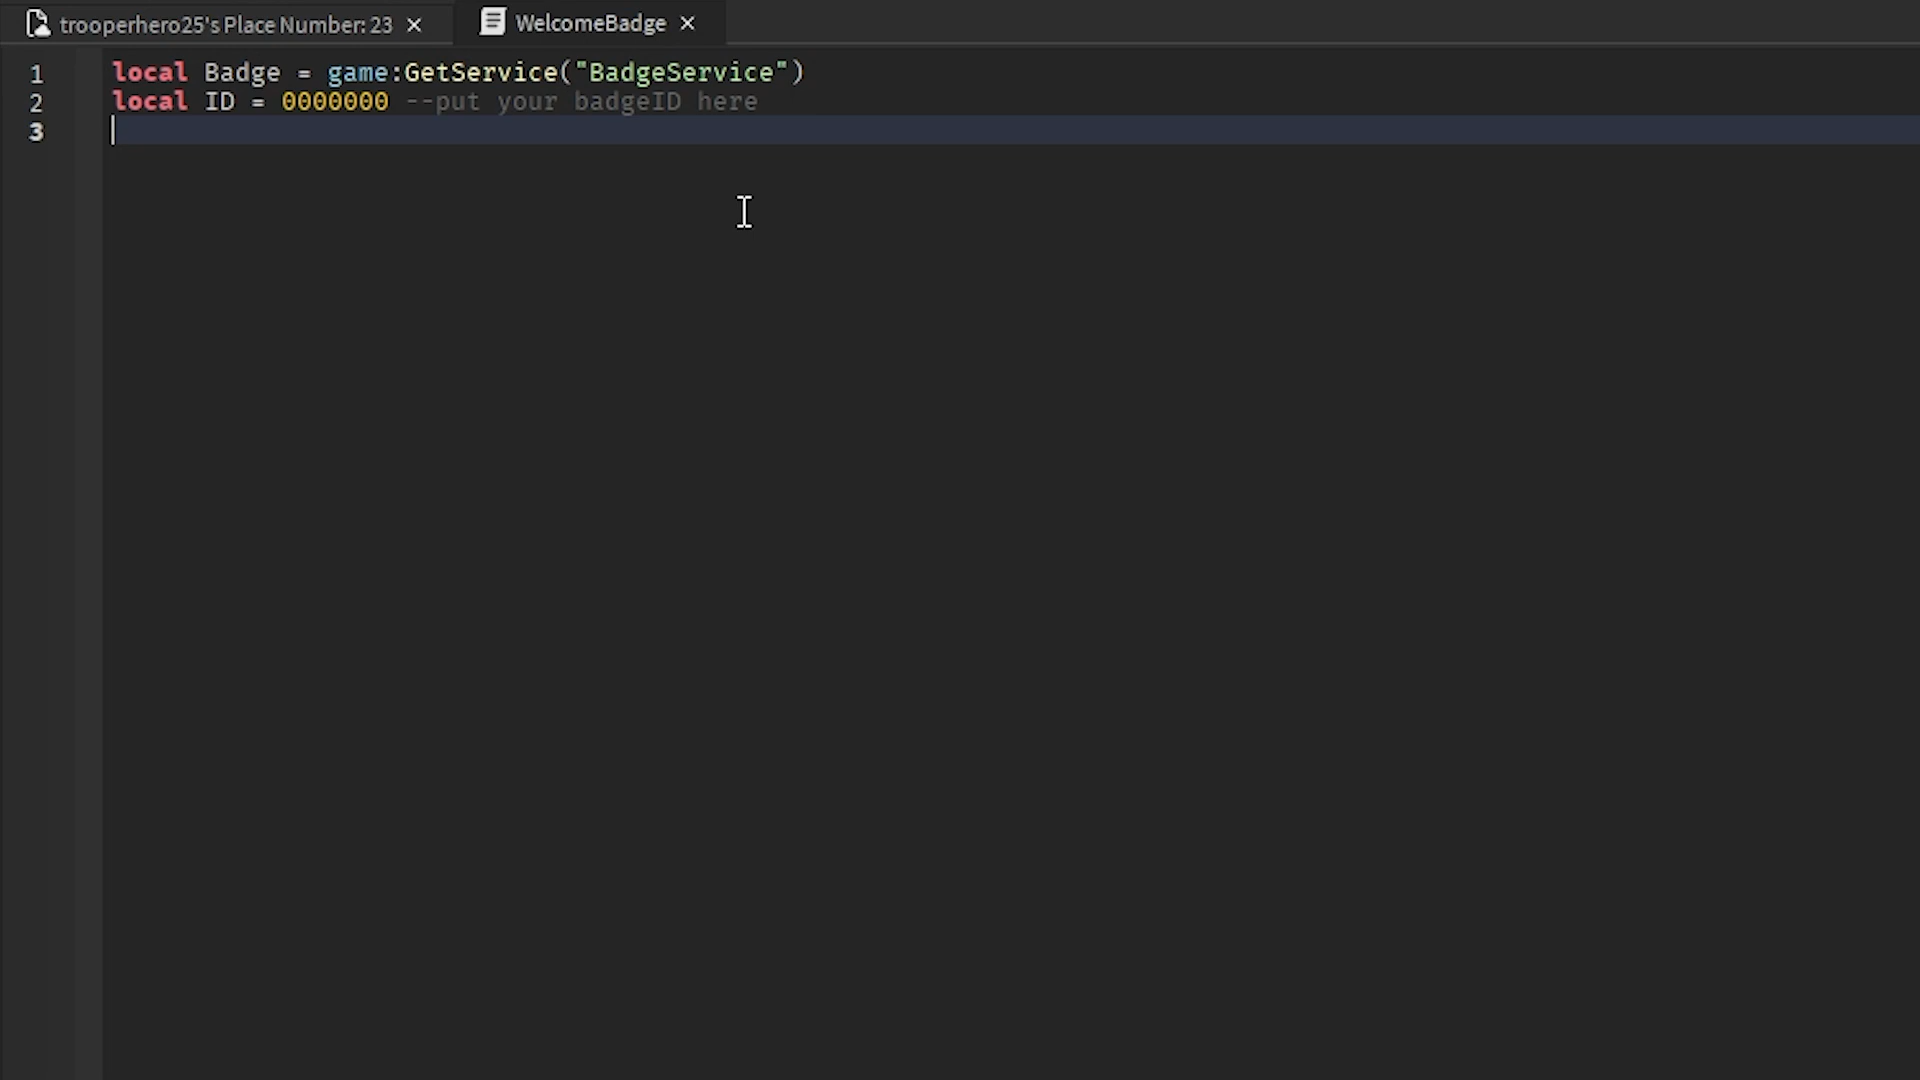 trooperhero25's Place Number: 23 × WelcomeBadge ×
1 local Badge = game:GetService("BadgeService")
2 local ID = 0000000 --put your badgeID here
3